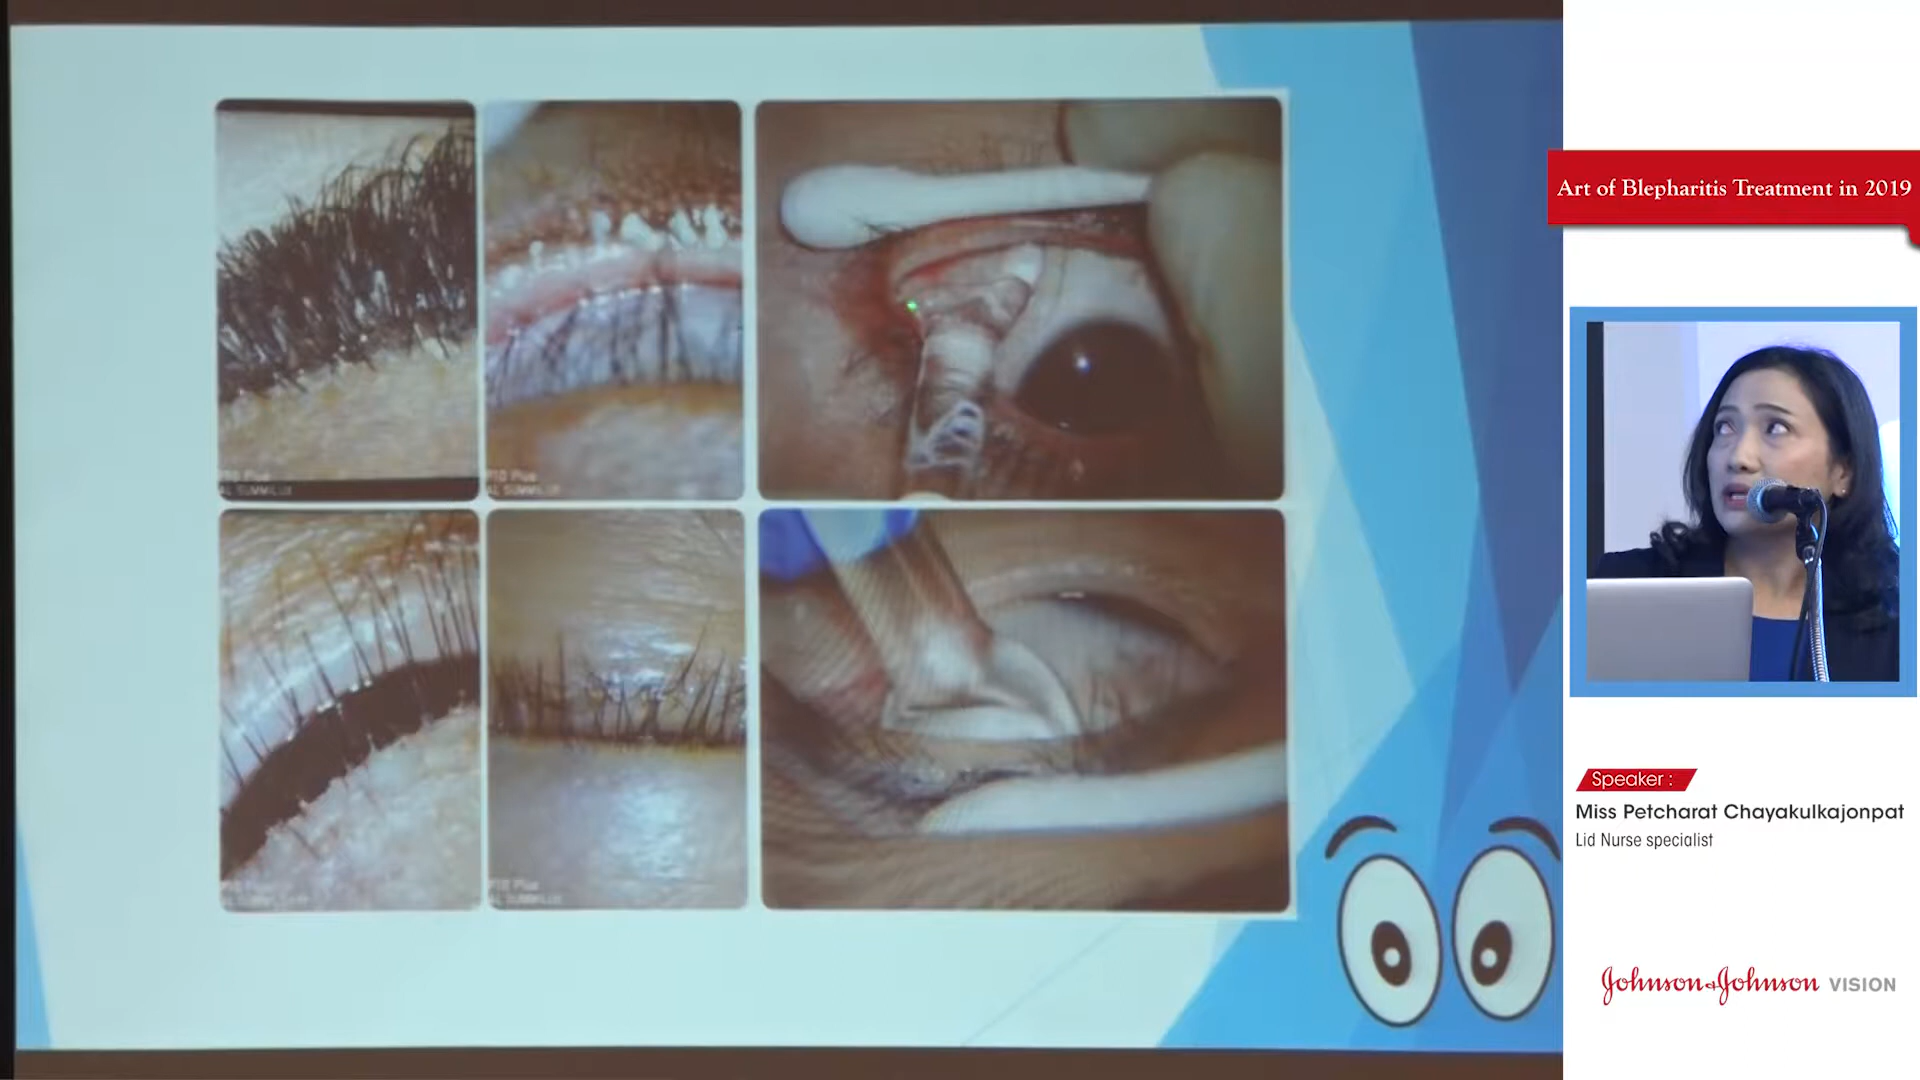 Art of Blepharitis Treatment in 2019
Speaker :
Miss Petcharat Chayakulkajonpat
Lid Nurse specialist
Johnson & Johnson VISION